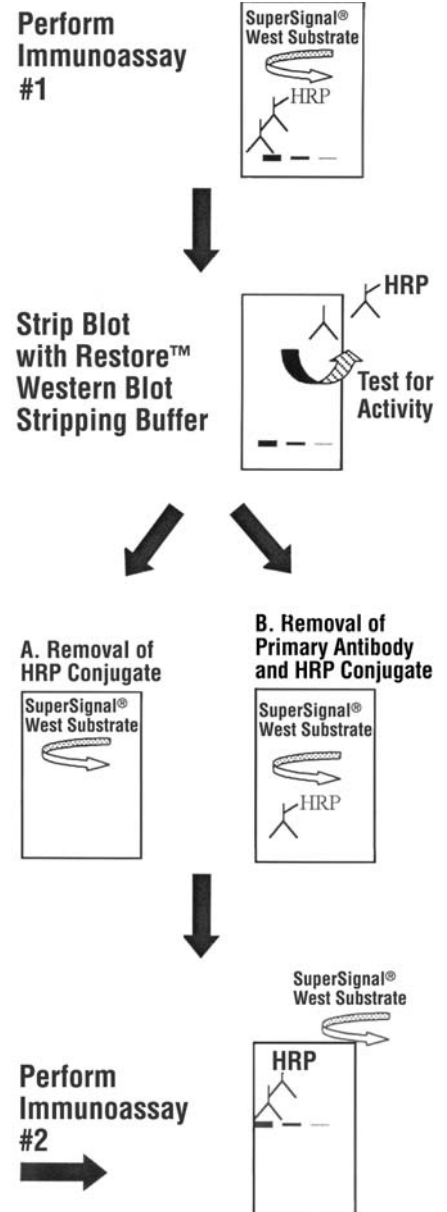 Perform
Immunoassay
#1
SuperSignal®
West Substrate
HRP
Strip Blot
with Restore™
Western Blot
Stripping Buffer
HRP
Test for
Activity
A. Removal of
HRP Conjugate
SuperSignal®
West Substrate
B. Removal of
Primary Antibody
and HRP Conjugate
SuperSignal®
West Substrate
HRP
SuperSignal®
West Substrate
Perform
Immunoassay
#2
HRP